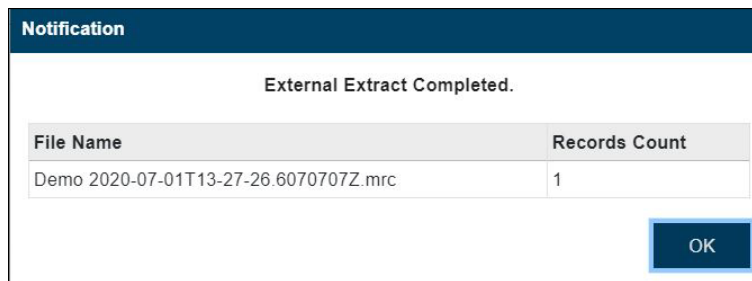 Notification
External Extract Completed.
File Name Records Count
Demo 2020-07-01T13-27-26.6070707Z.mrc 1
OK